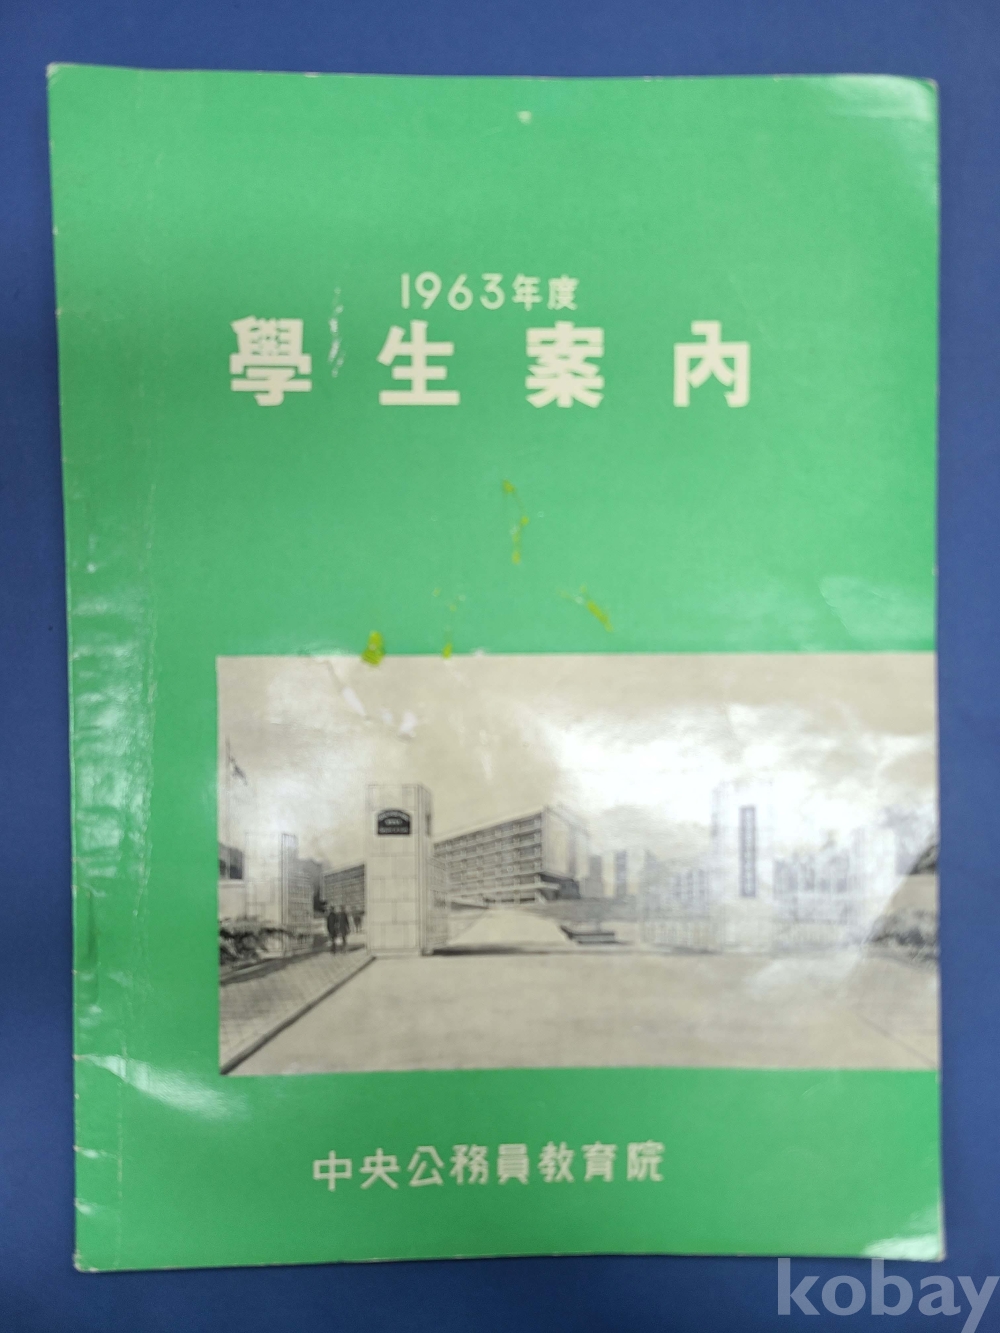 1963年度
學生案內
中央公務員教育院
kobay